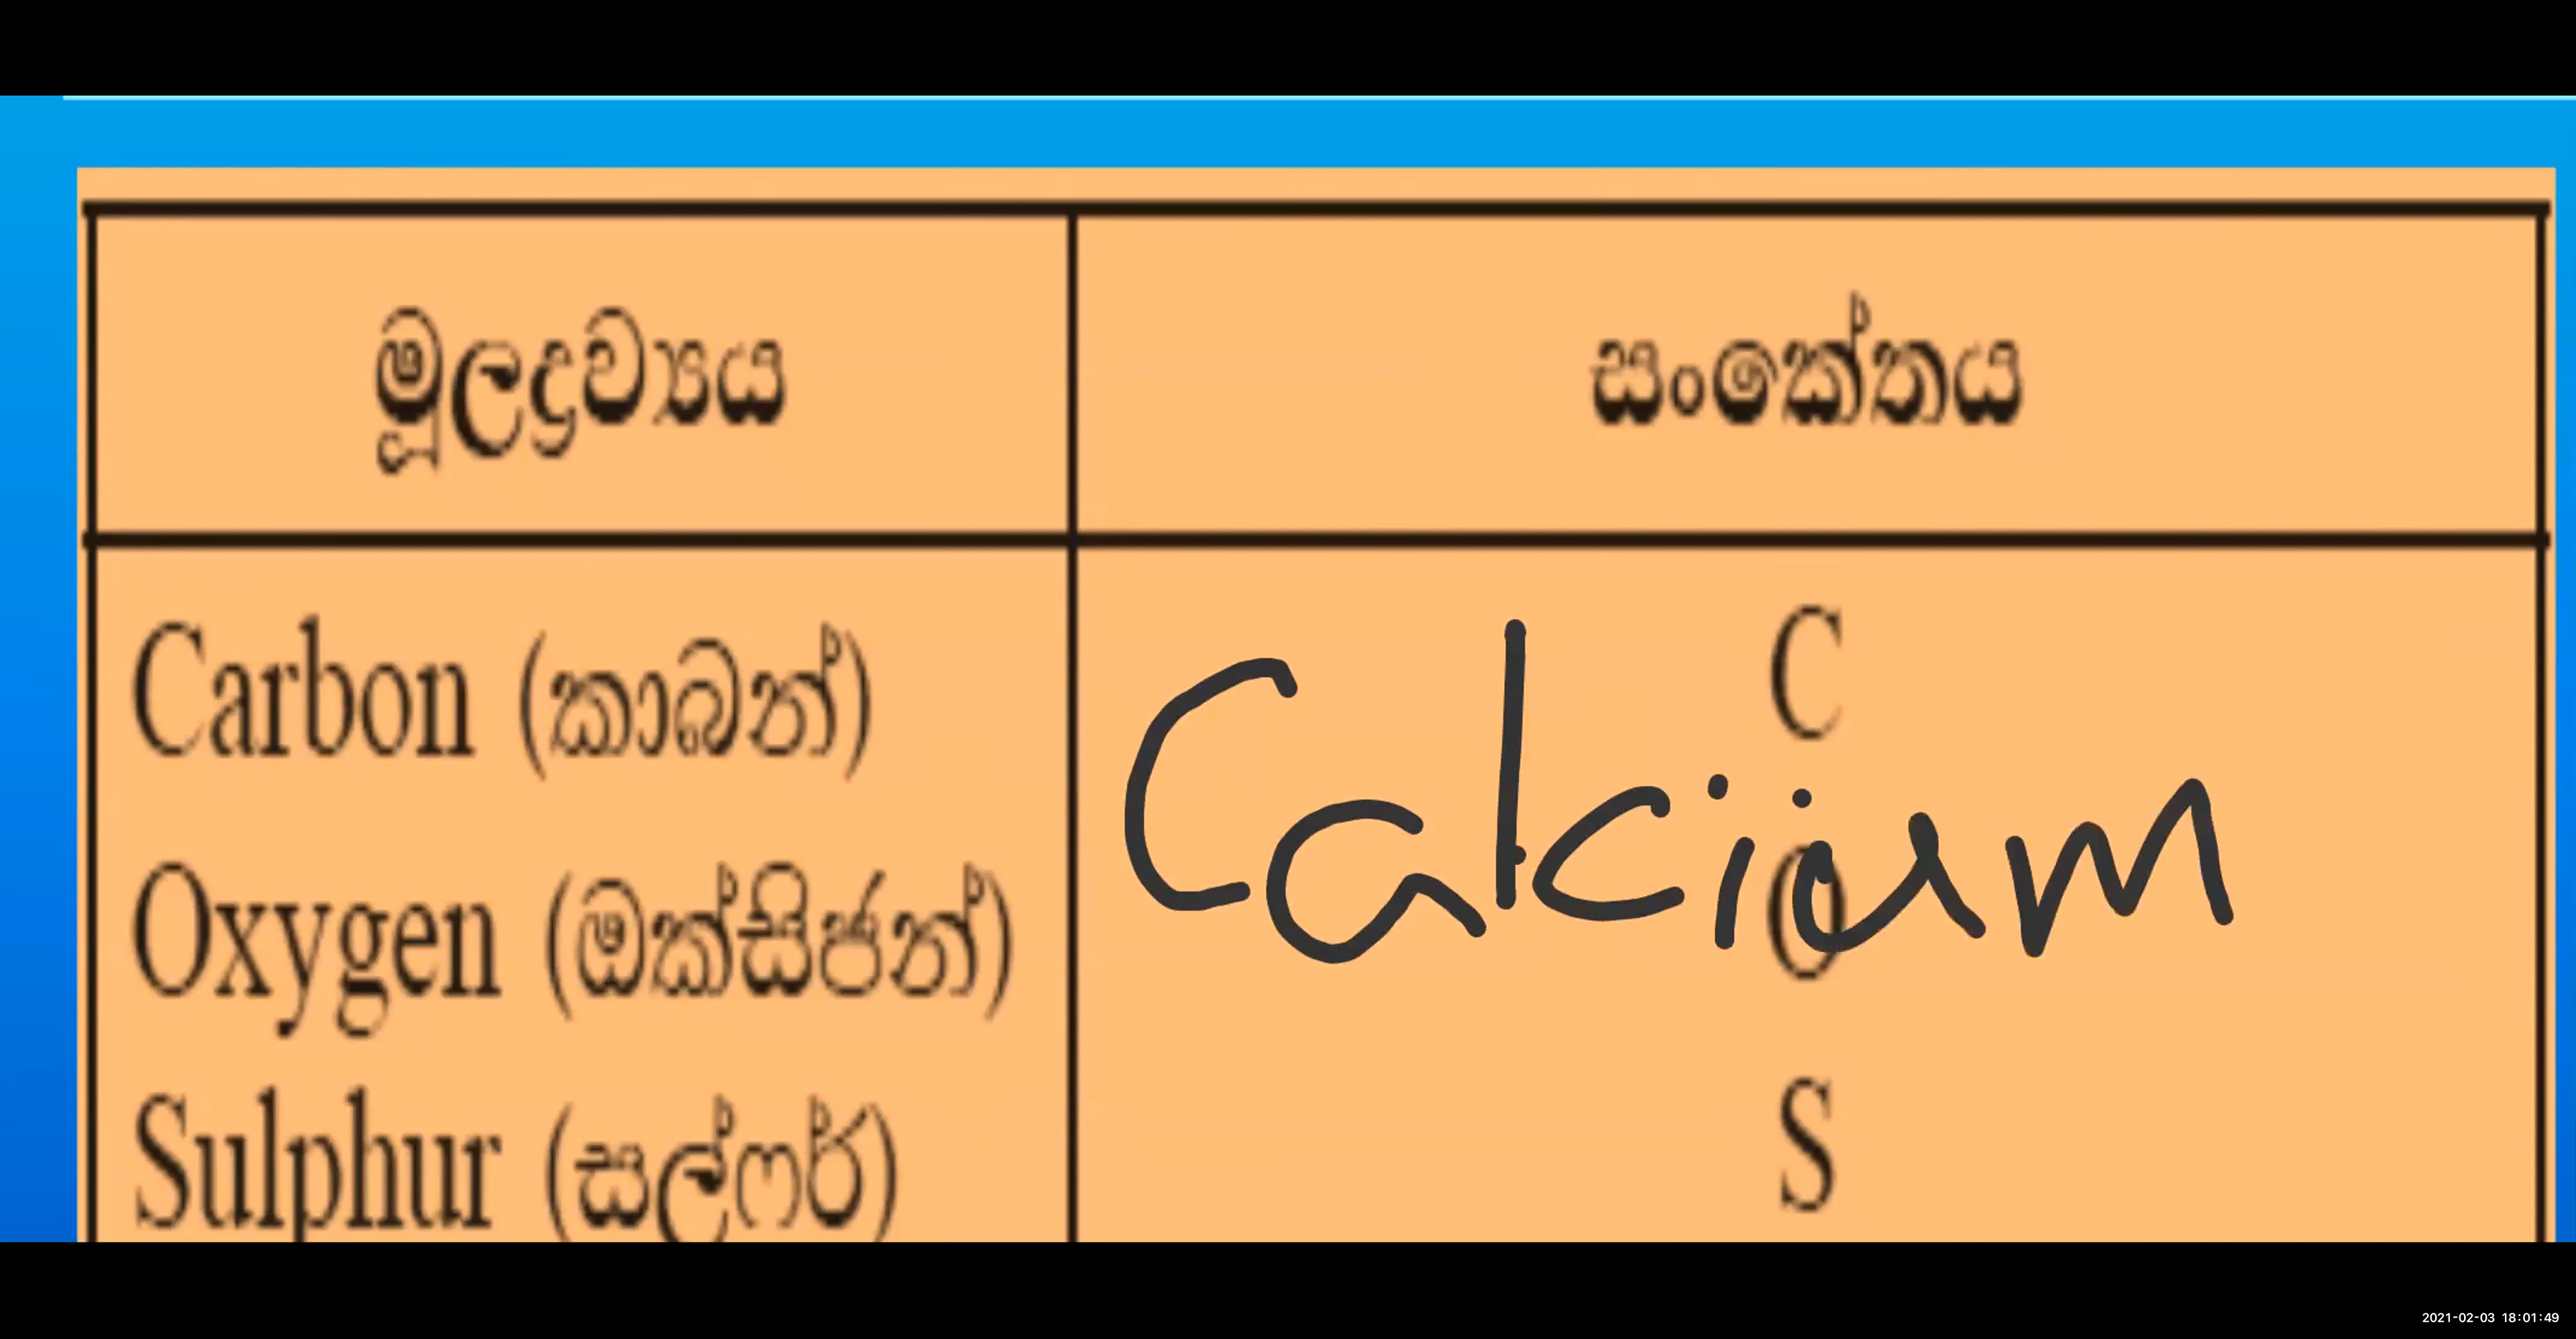 මූලද්‍රව්‍යය සංකේතය
Carbon (කාබන්) C
Calcium
Oxygen (ඔක්සිජන්) O
Sulphur (සල්ෆර්) S
2021-02-03 18:01:49